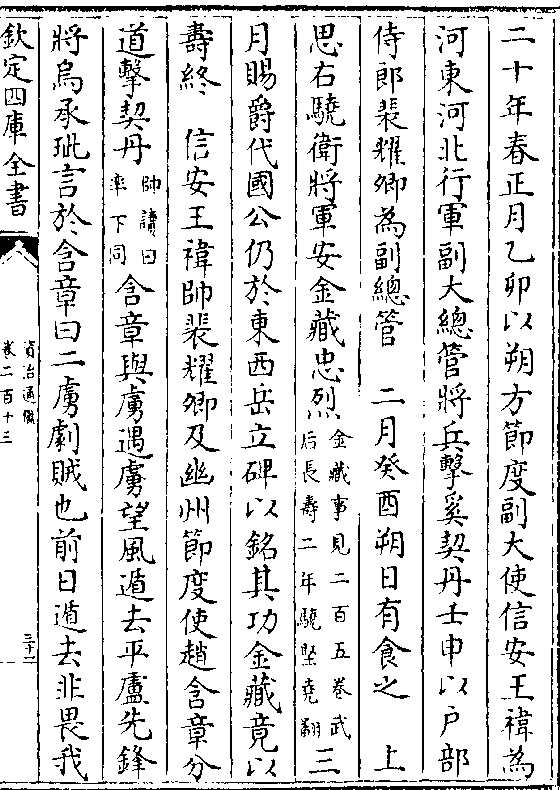 二十年春正月乙卯以朔方節度副大使信安王禕為
河東河北行軍副大總管將兵擊奚契丹壬申以戶部
侍郎裴耀卿為副總管　二月癸酉朔日有食之　上
思右驍衛將軍安金藏忠烈金藏事見二百五卷武后長壽二年驍堅堯翻三
月賜爵代國公仍於東西岳立碑以銘其功金藏竟以
壽終　信安王禕帥裴耀卿及幽州節度使趙含章分
道擊契丹帥讀曰率下同含章與虜遇虜望風遁去平盧先鋒
將烏承玼言於含章曰二虜劇賊也前日遁去非畏我
欽定四庫全書
資治通鑑
卷二百十三
三十一